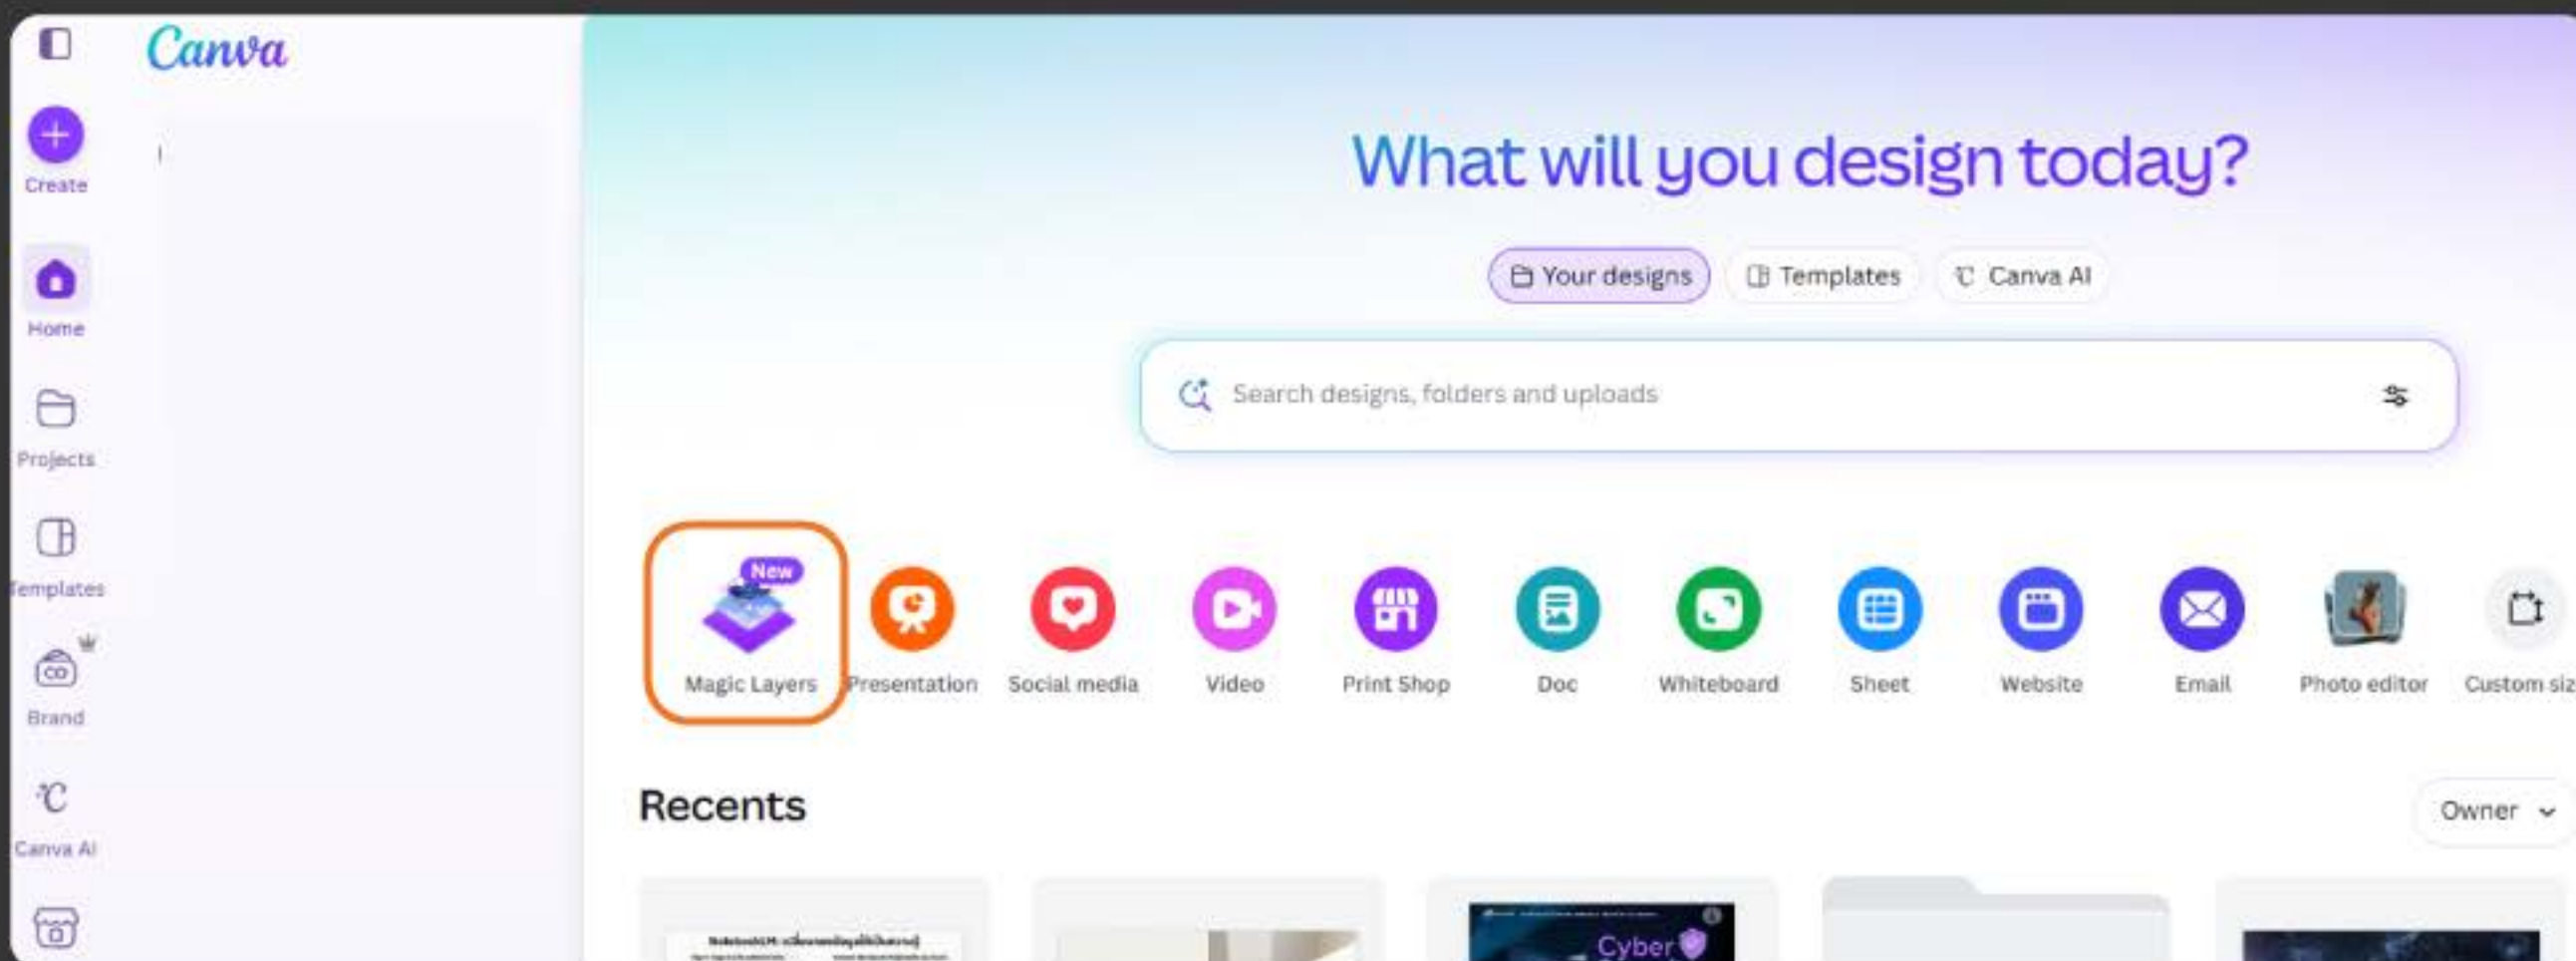 Canva
Create
Home
Projects
Templates
Brand
Canva AI
What will you design today?
Your designs
Templates
Canva AI
Search designs, folders and uploads
New
Magic Layers
Presentation
Social media
Video
Print Shop
Doc
Whiteboard
Sheet
Website
Email
Photo editor
Custom siz
Recents
Owner
Cyber